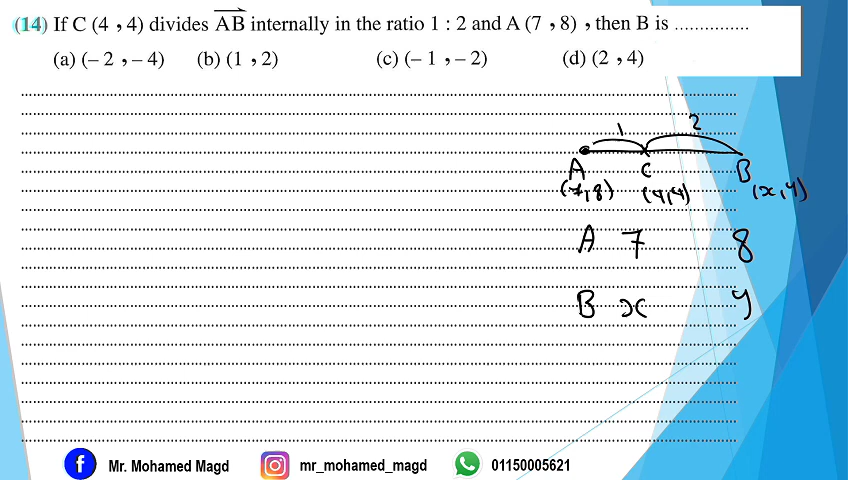 (14) If C (4 , 4) divides AB internally in the ratio 1 : 2 and A (7 , 8) , then B is ...............
(a) (– 2 , – 4) (b) (1 , 2) (c) (– 1 , – 2) (d) (2 , 4)
1 2
A C B
(7,8) (4,4) (x,y)
A 7 8
B x y
f Mr. Mohamed Magd mr_mohamed_magd 01150005621